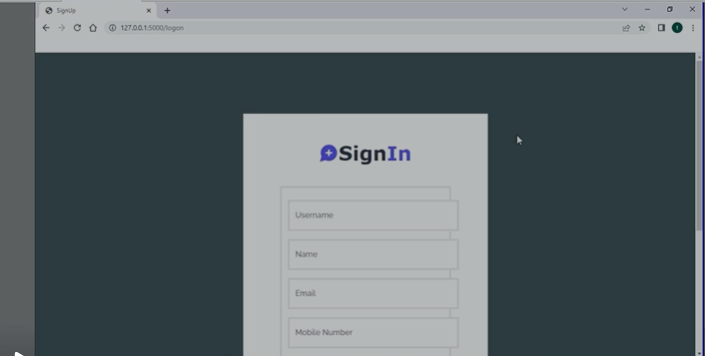 SignUp
127.0.0.1:5000/logon
SignIn
Username
Name
Email
Mobile Number